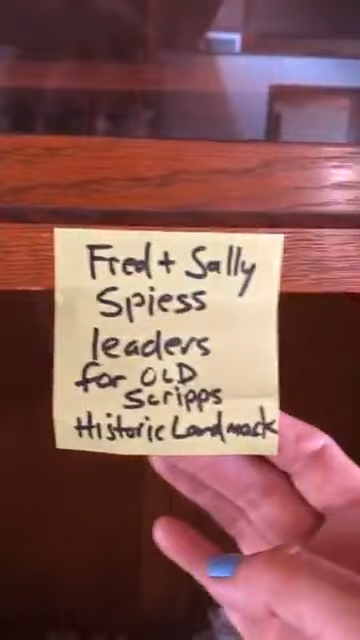 Fred + Sally
Spiess
leaders
for OLD
Scripps
Historic Landmark